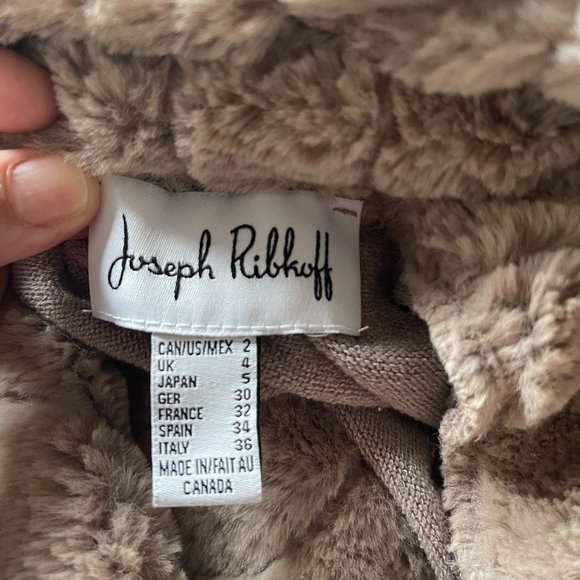 Joseph Ribkoff
CAN/US/MEX 2
UK 4
JAPAN 5
GER 30
FRANCE 32
SPAIN 34
ITALY 36
MADE IN/FAIT AU
CANADA